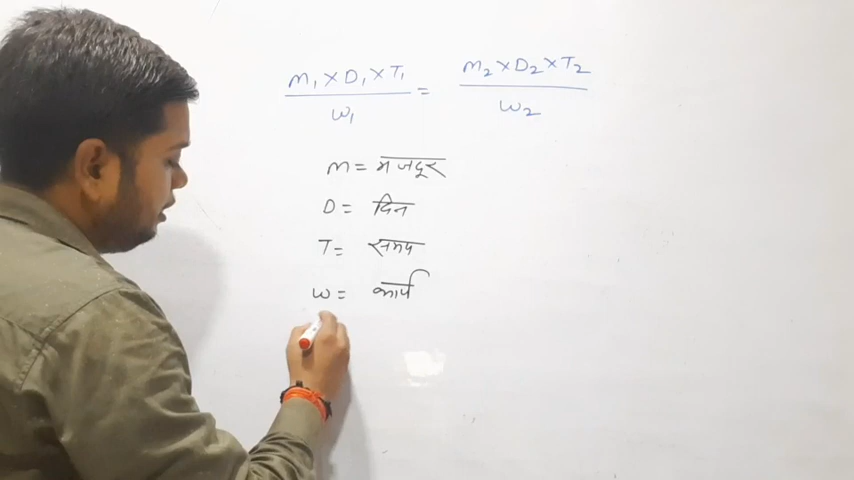 M₁ × D₁ × T₁ / W₁ = M₂ × D₂ × T₂ / W₂
M = मजदूर
D = दिन
T = समय
W = कार्य